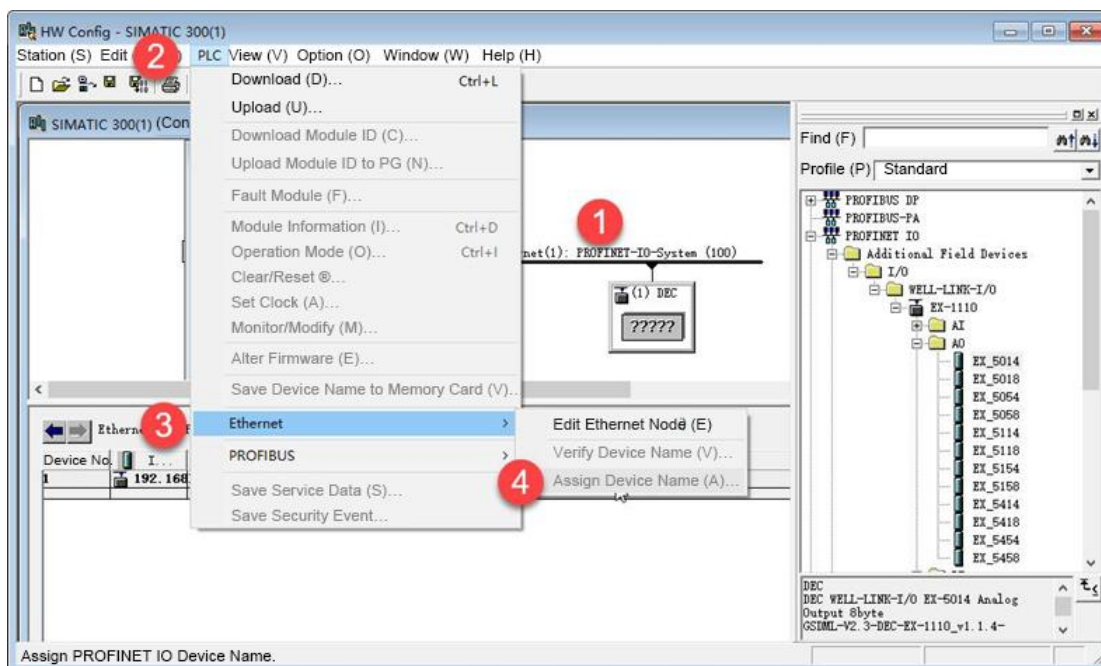 HW Config - SIMATIC 300(1)
Station (S) Edit PLC View (V) Option (O) Window (W) Help (H)
2
Download (D)... Ctrl+L
Upload (U)...
Download Module ID (C)...
Upload Module ID to PG (N)...
Fault Module (F)...
Module Information (I)... Ctrl+D
Operation Mode (O)... Ctrl+I
Clear/Reset ®...
Set Clock (A)...
Monitor/Modify (M)...
Alter Firmware (E)...
Save Device Name to Memory Card (V)...
Ethernet >
PROFIBUS >
Save Service Data (S)...
Save Security Event...
3
Edit Ethernet Node (E)
Verify Device Name (V)...
Assign Device Name (A)...
4
SIMATIC 300(1) (Con
1
net(1): PROFINET-IO-System (100)
(1) DEC
?????
Ethern
Device No. I...
1 192.168
Find (F)
Profile (P) Standard
PROFIBUS DP
PROFIBUS-PA
PROFINET IO
Additional Field Devices
I/O
WELL-LINK-I/O
EX-1110
AI
AO
EX_5014
EX_5018
EX_5054
EX_5058
EX_5114
EX_5118
EX_5154
EX_5158
EX_5414
EX_5418
EX_5454
EX_5458
DEC
DEC WELL-LINK-I/O EX-5014 Analog
Output 8byte
GSDML-V2.3-DEC-EX-1110_v1.1.4-
Assign PROFINET IO Device Name.